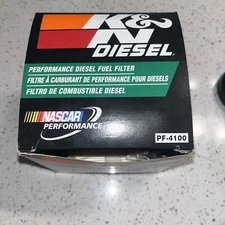 K&N
DIESEL
PERFORMANCE DIESEL FUEL FILTER
FILTRE À CARBURANT DE PERFORMANCE POUR DIESELS
FILTRO DE COMBUSTIBLE DIESEL
NASCAR
PERFORMANCE
PF-4100